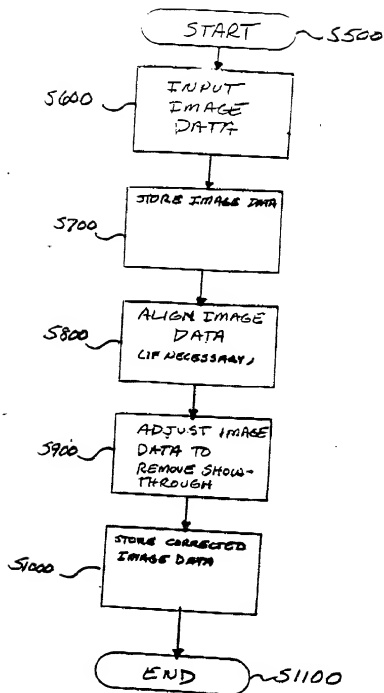 START
S500
S600
INPUT
IMAGE
DATA
S700
STORE IMAGE DATA
S800
ALIGN IMAGE
DATA
(IF NECESSARY)
S900
ADJUST IMAGE
DATA TO
REMOVE SHOW-
THROUGH
S1000
STORE CORRECTED
IMAGE DATA
END
S1100